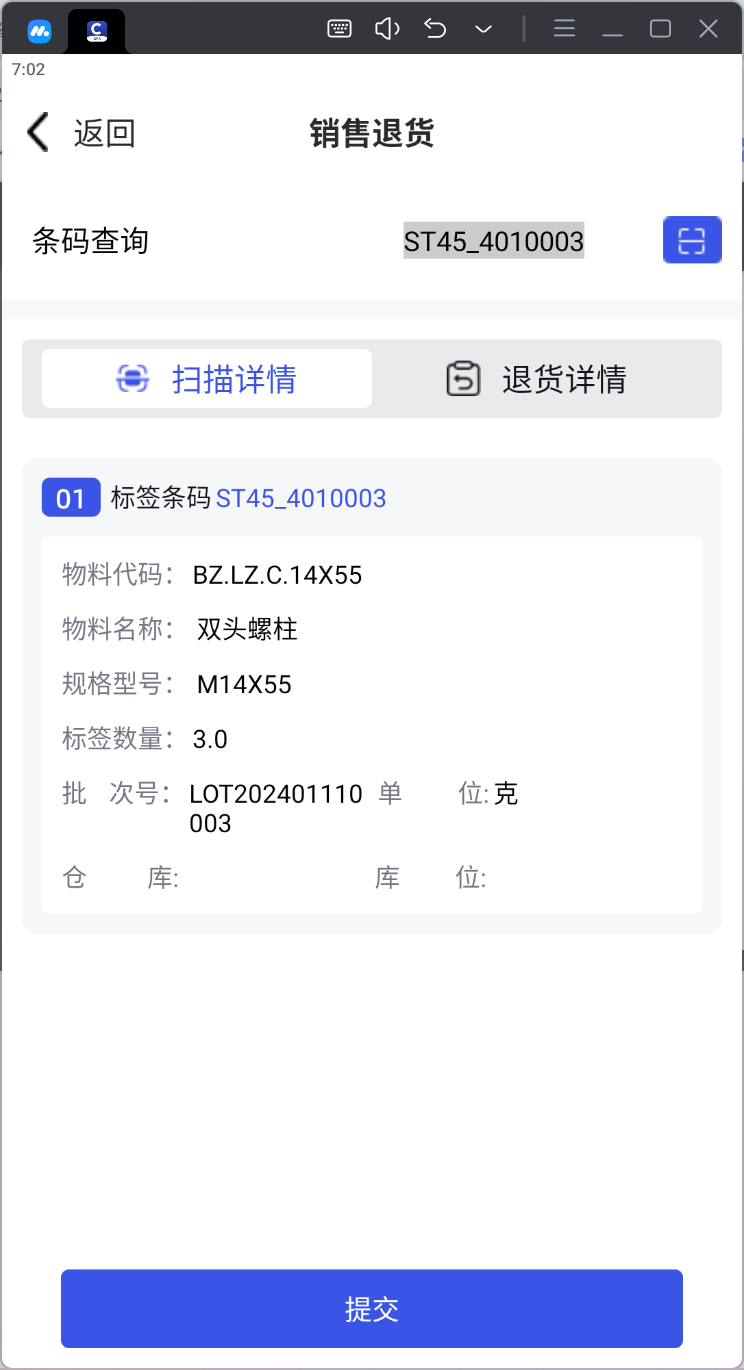 7:02
返回 销售退货
条码查询 ST45_4010003
扫描详情 退货详情
01 标签条码 ST45_4010003
物料代码： BZ.LZ.C.14X55
物料名称： 双头螺柱
规格型号： M14X55
标签数量： 3.0
批 次号： LOT202401110 单 位: 克
003
仓 库: 库 位:
提交